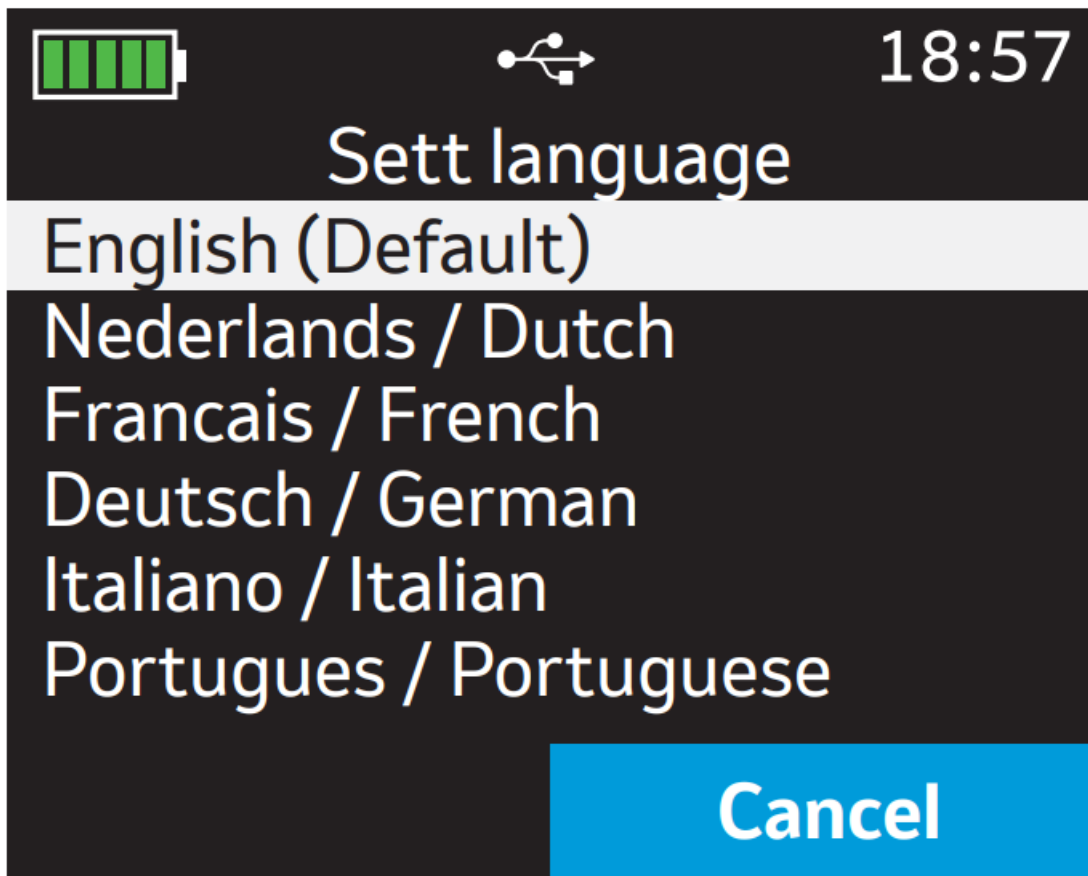 18:57
Sett language
English (Default)
Nederlands / Dutch
Francais / French
Deutsch / German
Italiano / Italian
Portugues / Portuguese
Cancel